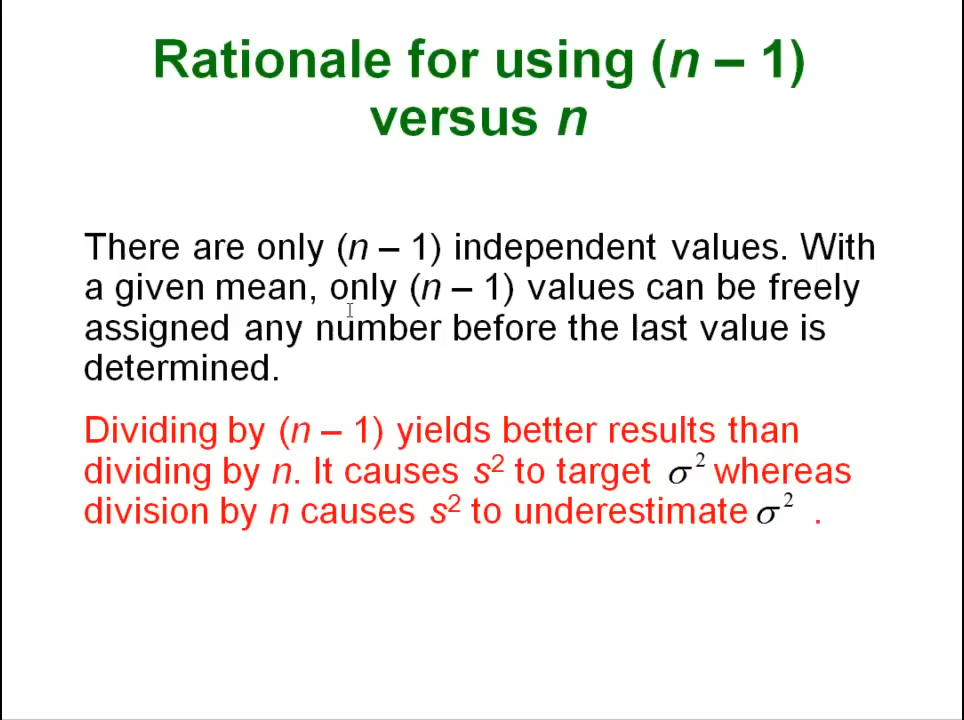 Rationale for using (n – 1)
versus n
There are only (n – 1) independent values. With
a given mean, only (n – 1) values can be freely
assigned any number before the last value is
determined.
Dividing by (n – 1) yields better results than
dividing by n. It causes s² to target σ² whereas
division by n causes s² to underestimate σ² .